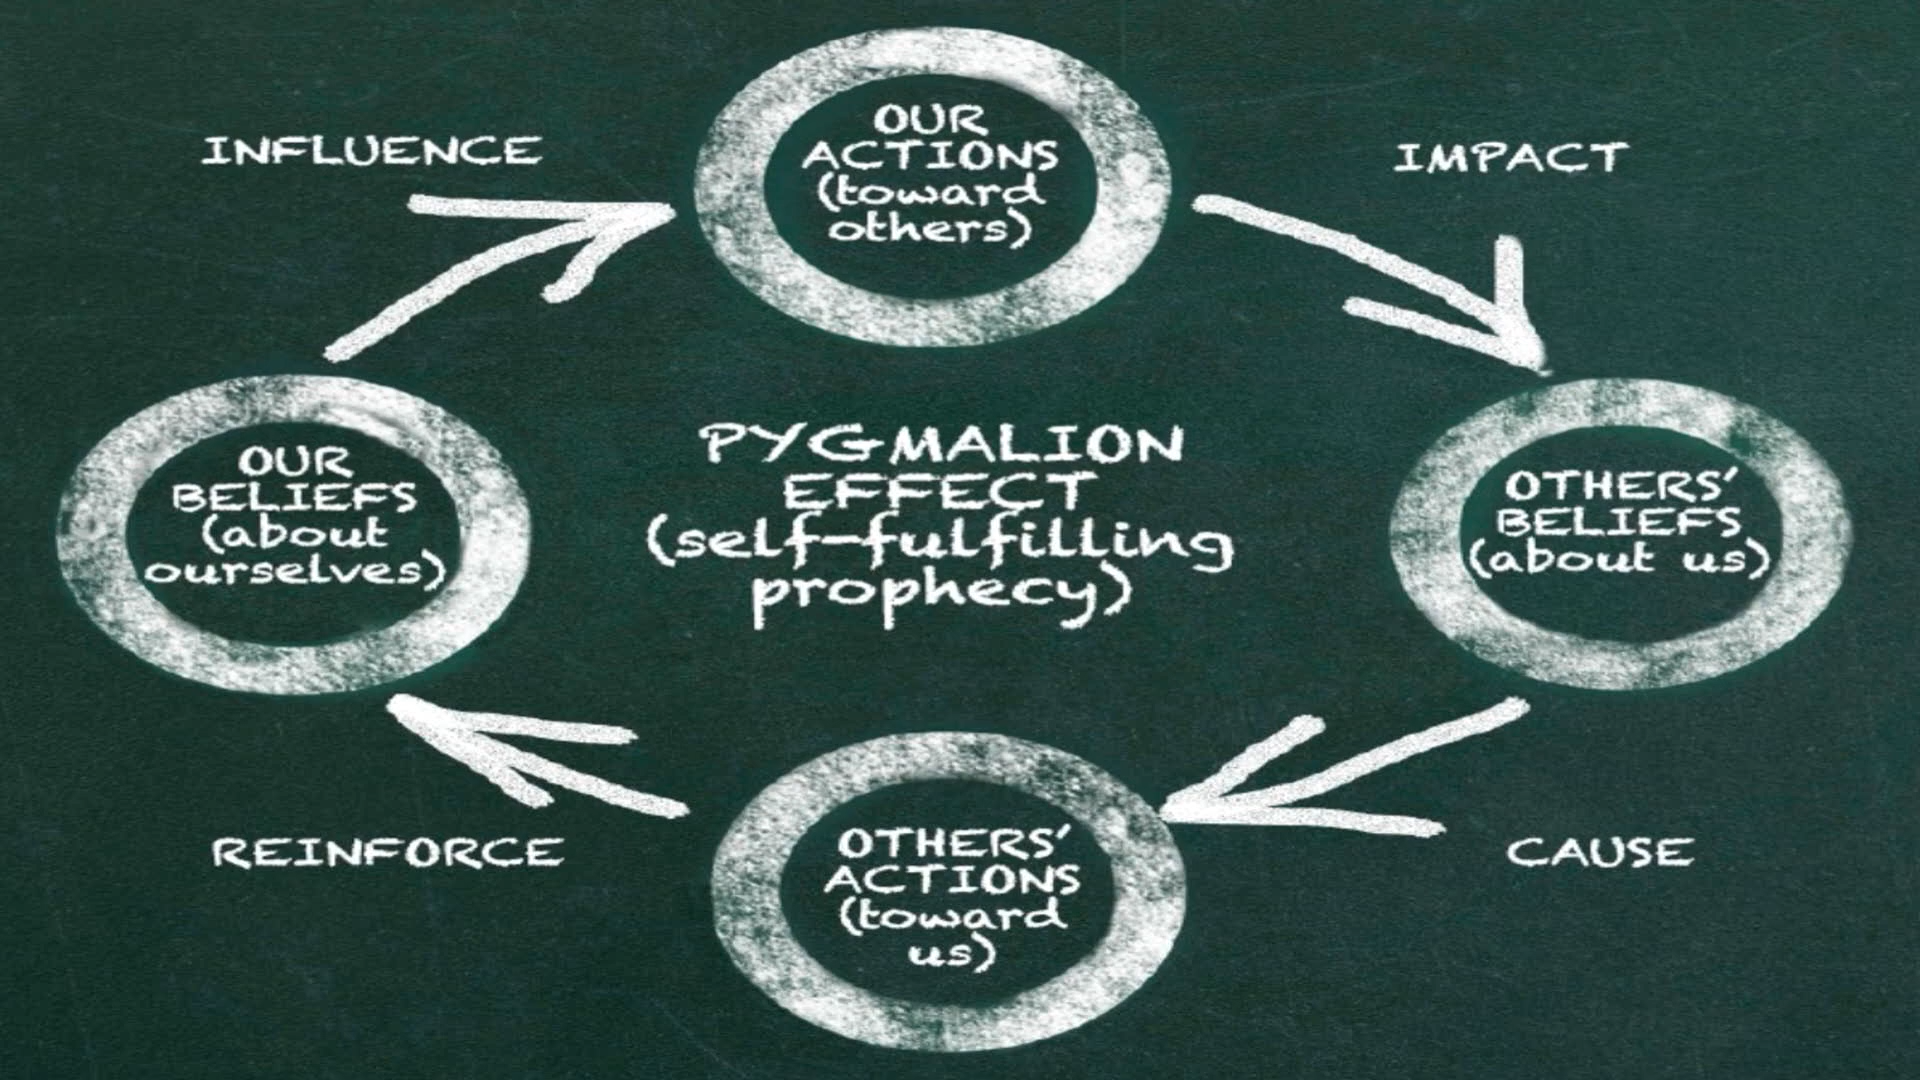 OUR
ACTIONS
(toward
others)
INFLUENCE
IMPACT
PYGMALION
EFFECT
(self-fulfilling
prophecy)
OUR
BELIEFS
(about
ourselves)
OTHERS'
BELIEFS
(about us)
OTHERS'
ACTIONS
(toward
us)
REINFORCE
CAUSE